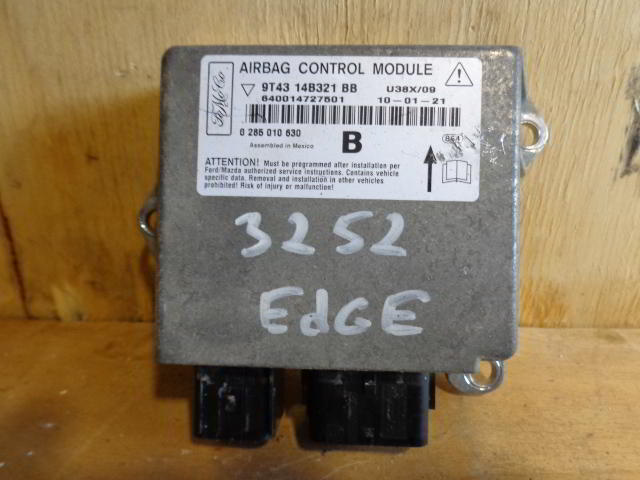 FoMoCo
AIRBAG CONTROL MODULE
9T43 14B321 BB U38X/09
640014727601 10-01-21
0 285 010 630 B
Assembled in Mexico
ATTENTION! Must be programmed after installation per
Ford/Mazda authorized service instructions. Contains vehicle
specific data. Removal and installation in other vehicles
prohibited! Risk of injury or malfunction!
3252
EdGE